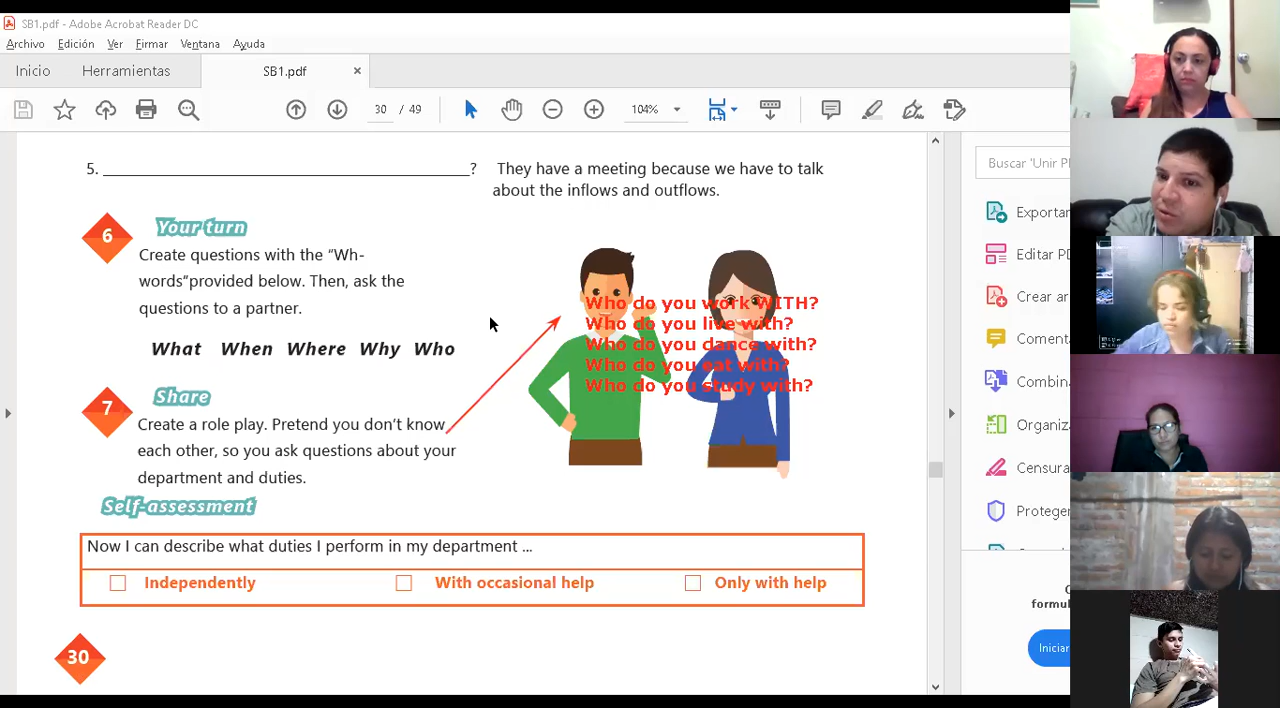 SB1.pdf - Adobe Acrobat Reader DC
Archivo Edición Ver Firmar Ventana Ayuda
Inicio Herramientas SB1.pdf ×
30 / 49 104%
5. ? They have a meeting because we have to talk
about the inflows and outflows.
6 Your turn
Create questions with the "Wh-
words"provided below. Then, ask the
questions to a partner.
What When Where Why Who
Who do you work WITH?
Who do you live with?
Who do you dance with?
Who do you eat with?
Who do you study with?
7 Share
Create a role play. Pretend you don't know
each other, so you ask questions about your
department and duties.
Self-assessment
Now I can describe what duties I perform in my department ...
Independently With occasional help Only with help
30
Buscar 'Unir P
Exportar
Editar P
Crear ar
Coment
Combin
Organiz
Censura
Proteger
formu
Iniciar